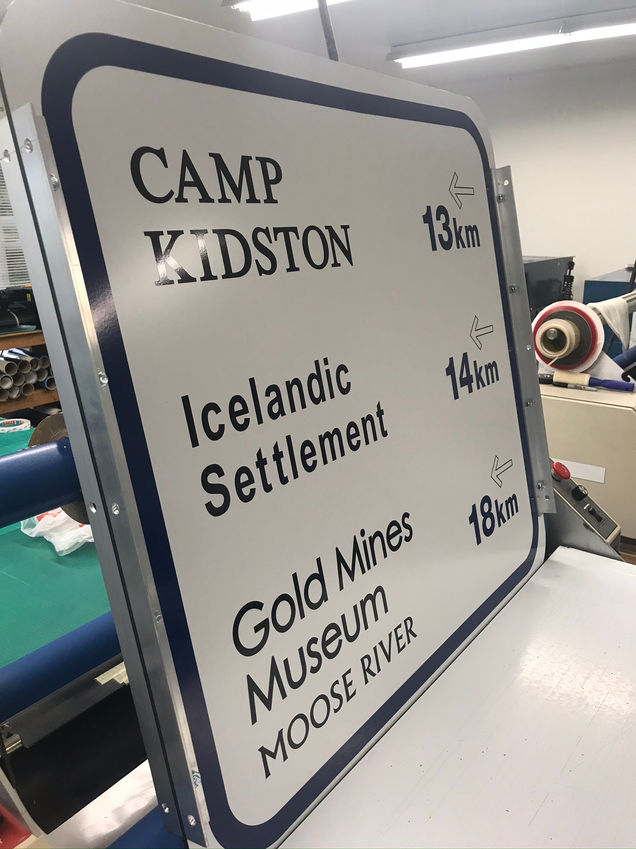 CAMP
KIDSTON
13km
Icelandic
Settlement
14km
Gold Mines
Museum
MOOSE RIVER
18km